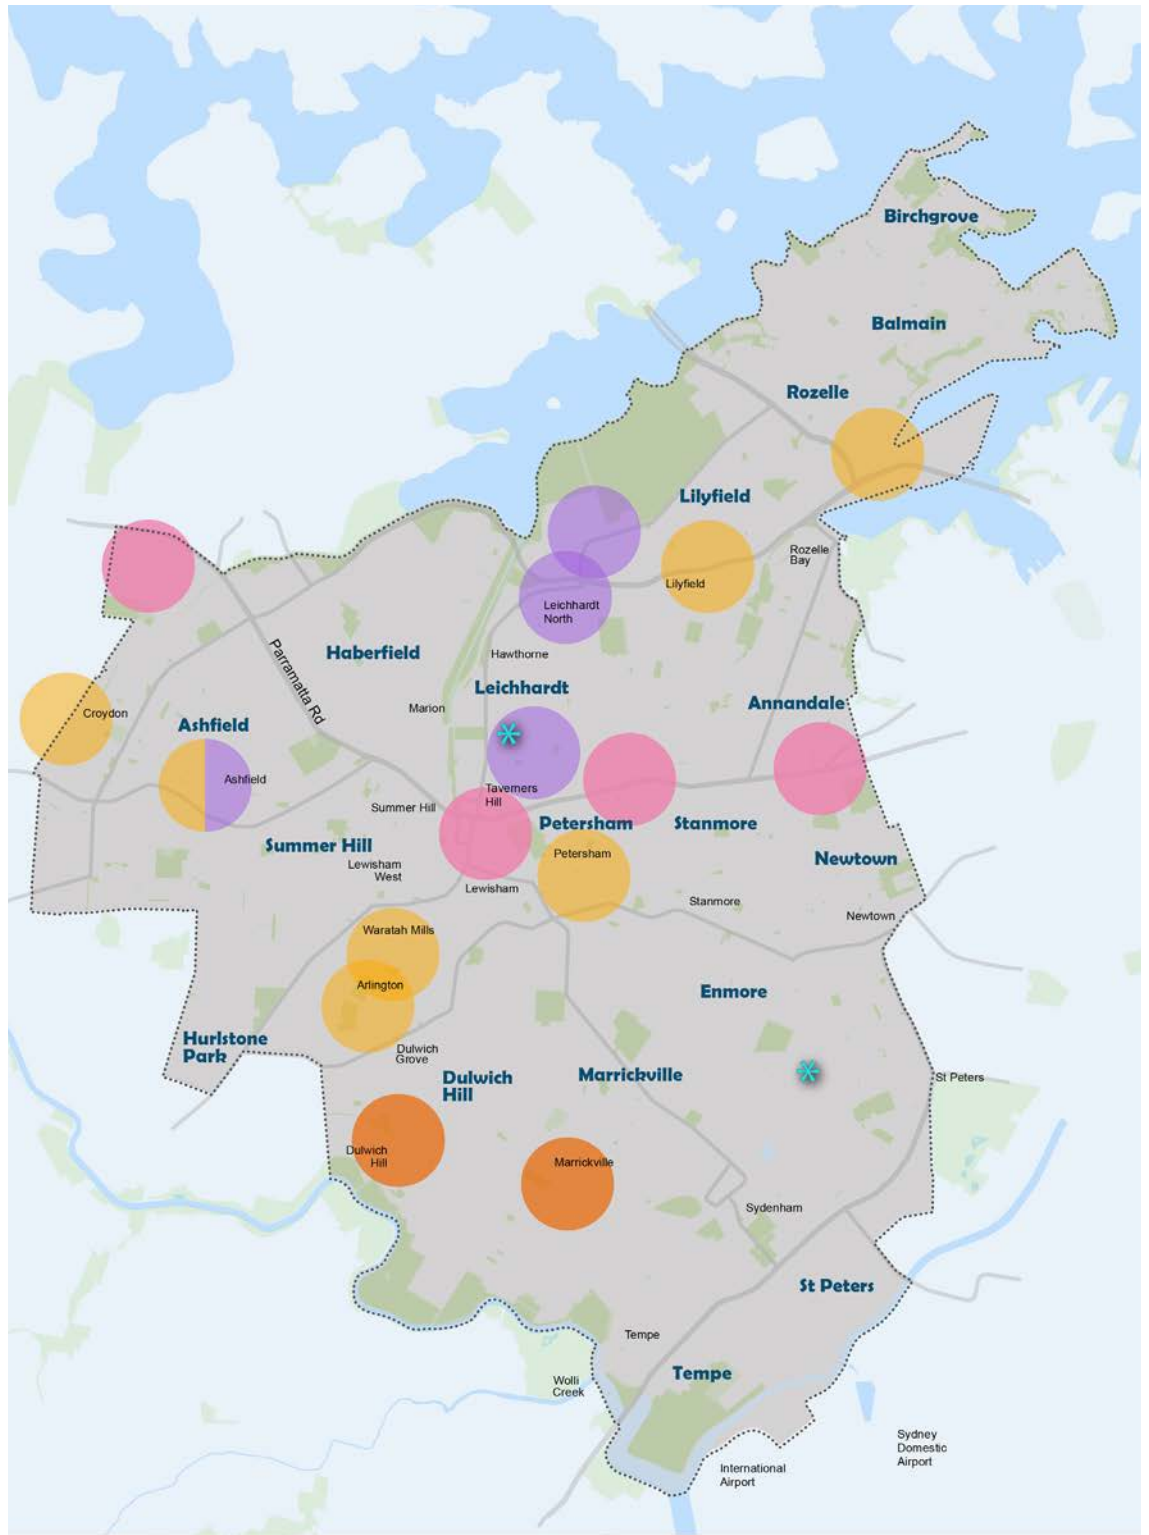 Birchgrove
Balmain
Rozelle
Lilyfield
Rozelle
Bay
Lilyfield
Leichhardt
North
Haberfield
Hawthorne
Leichhardt
Parramatta Rd
Marion
Annandale
Croydon
Ashfield
Ashfield
Taverners
Hill
Summer Hill
Petersham
Stanmore
Summer Hill
Petersham
Newtown
Lewisham
West
Lewisham
Stanmore
Newtown
Waratah Mills
Arlington
Enmore
Hurlstone
Park
Dulwich
Grove
Dulwich
Hill
Marrickville
St Peters
Dulwich
Hill
Marrickville
Sydenham
St Peters
Tempe
Tempe
Wolli
Creek
Sydney
Domestic
Airport
International
Airport